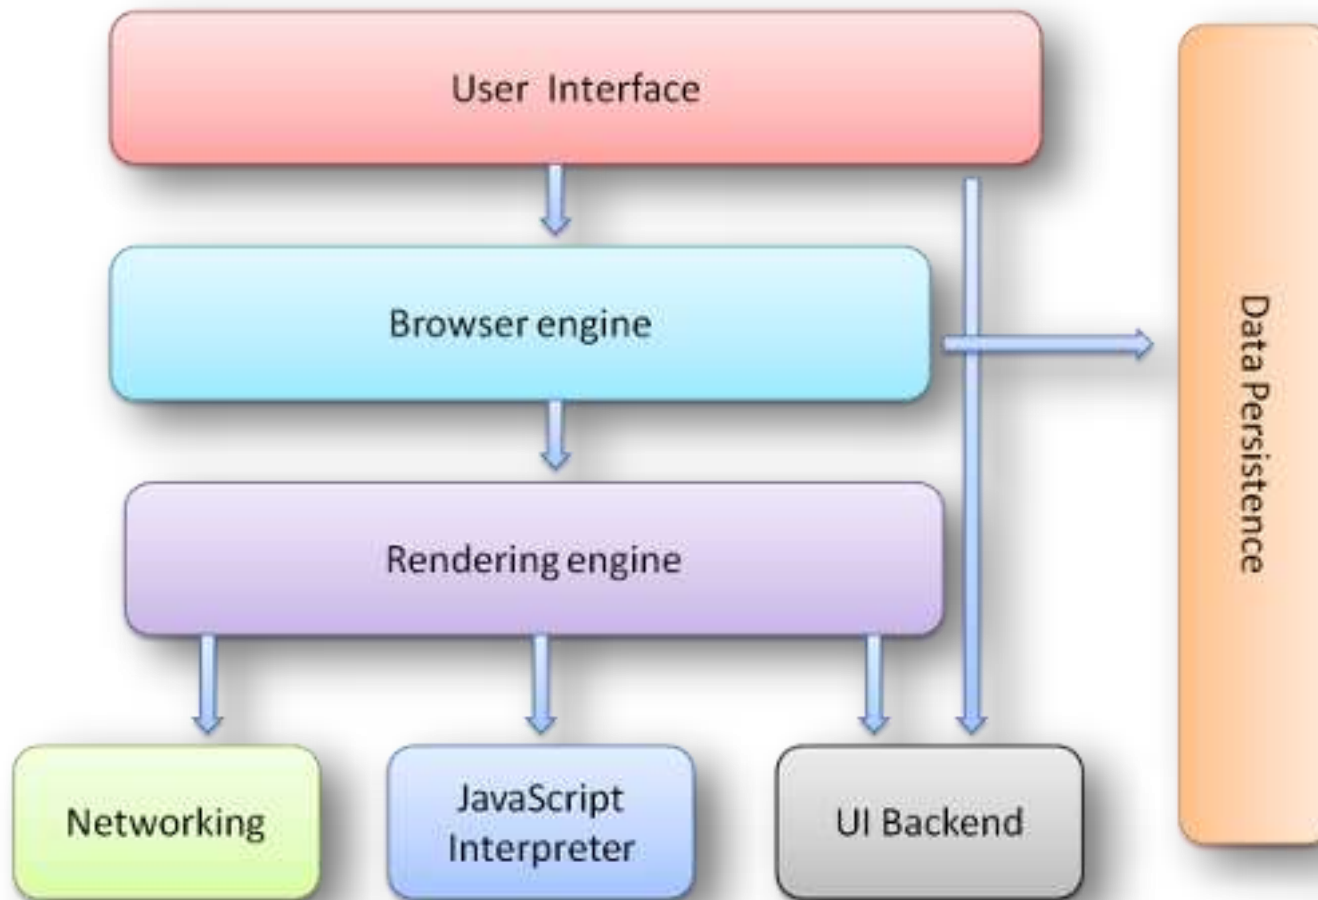 User Interface
Browser engine
Data Persistence
Rendering engine
Networking
JavaScript
Interpreter
UI Backend